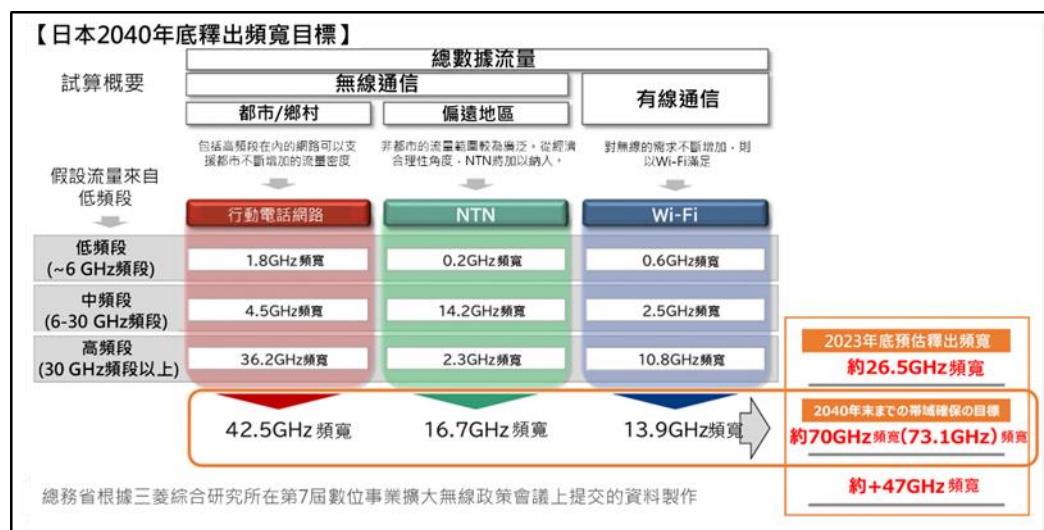 【日本2040年底釋出頻寬目標】
總數據流量
試算概要
無線通信
有線通信
都市/鄉村
偏遠地區
包括高頻段在內的網路可以支
援都市不斷增加的流量密度
非都市的流量範圍較為廣泛。從經濟
合理性角度，NTN將加以納入。
對無線的需求不斷增加，則
以Wi-Fi滿足
假設流量來自
低頻段
行動電話網路
NTN
Wi-Fi
低頻段
(~6 GHz頻段)
1.8GHz頻寬
0.2GHz頻寬
0.6GHz頻寬
中頻段
(6-30 GHz頻段)
4.5GHz頻寬
14.2GHz頻寬
2.5GHz頻寬
高頻段
(30 GHz頻段以上)
36.2GHz頻寬
2.3GHz頻寬
10.8GHz頻寬
2023年底預估釋出頻寬
約26.5GHz頻寬
42.5GHz頻寬
16.7GHz頻寬
13.9GHz頻寬
2040年末までの帯域確保の目標
約70GHz頻寬(73.1GHz)頻寬
約+47GHz頻寬
總務省根據三菱綜合研究所在第7屆數位事業擴大無線政策會議上提交的資料製作